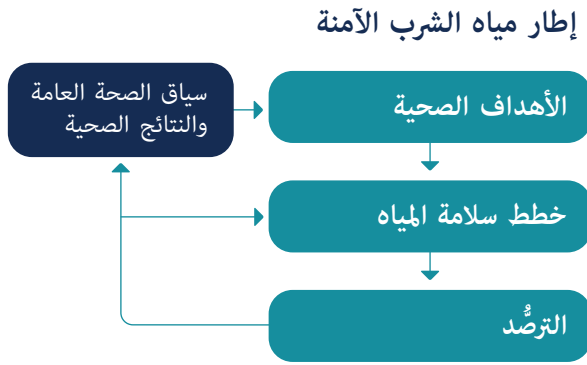 إطار مياه الشرب الآمنة
الأهداف الصحية
سياق الصحة العامة
والنتائج الصحية
خطط سلامة المياه
الترصُّد